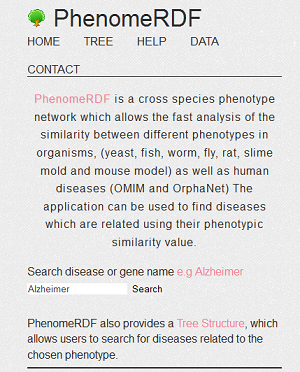 PhenomeRDF
HOME TREE HELP DATA
CONTACT
PhenomeRDF is a cross species phenotype
network which allows the fast analysis of the
similarity between different phenotypes in
organisms, (yeast, fish, worm, fly, rat, slime
mold and mouse model) as well as human
diseases (OMIM and OrphaNet) The
application can be used to find diseases
which are related using their phenotypic
similarity value.
Search disease or gene name e.g Alzheimer
Alzheimer Search
PhenomeRDF also provides a Tree Structure, which
allows users to search for diseases related to the
chosen phenotype.